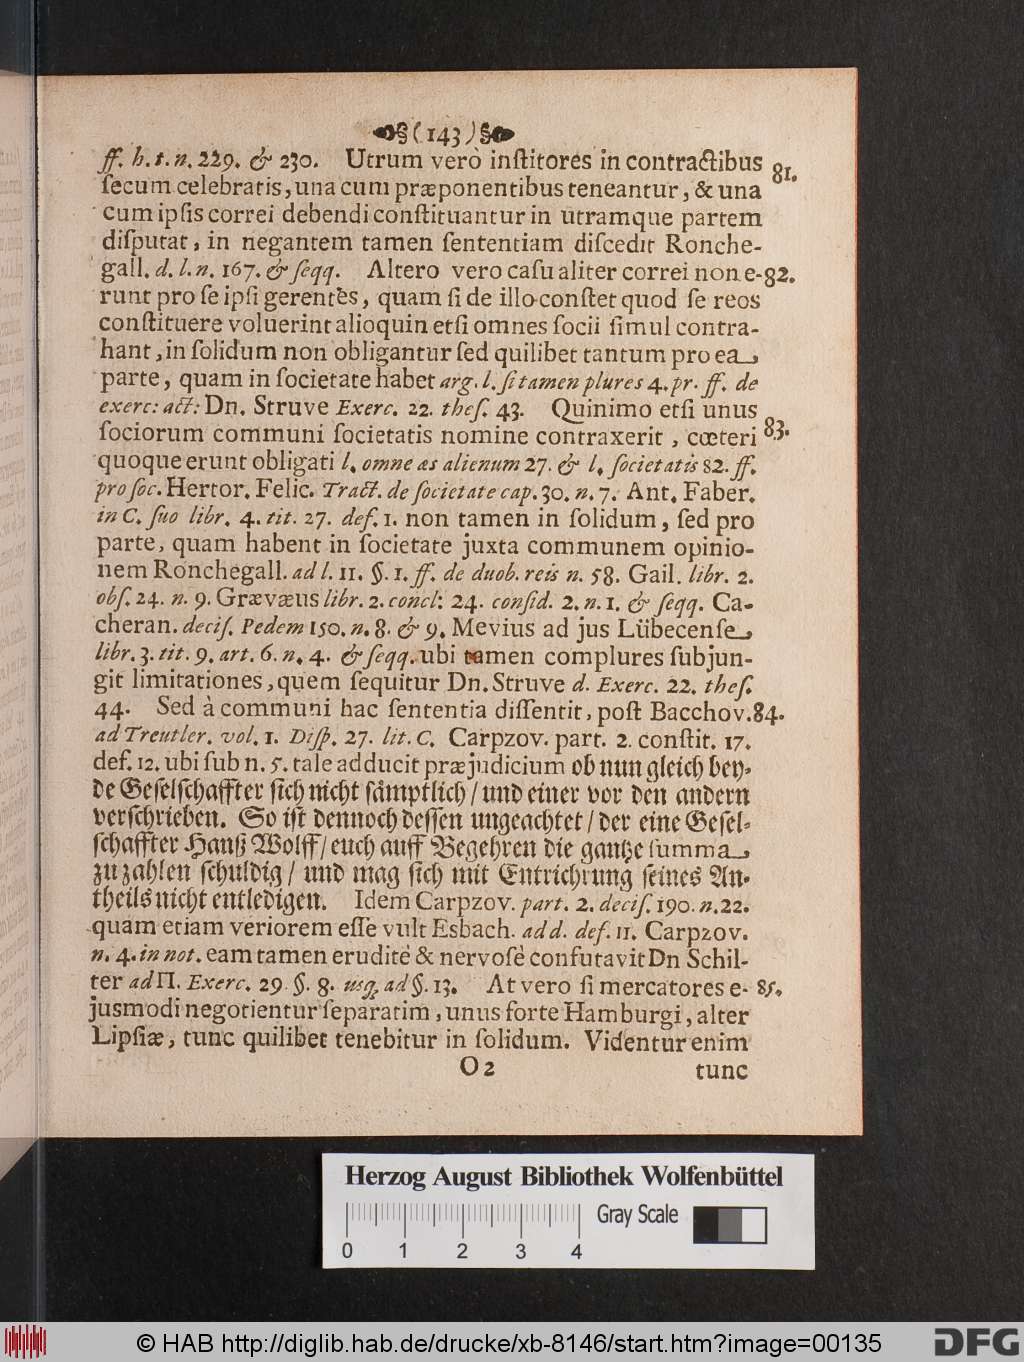 (143)
ff. h. t. n. 229. & 230. Utrum verò inſtitores in contractibus 81.
ſecum celebratis, una cum præponentibus teneantur, & una
cum ipſis correi debendi conſtituantur in utramque partem
diſputat, in negantem tamen ſententiam diſcedit Ronche-
gall. d. l. n. 167. & ſeqq. Altero vero caſu aliter correi non e- 82.
runt pro ſe ipſi gerentes, quam ſi de illo conſtet quod ſe reos
conſtituere voluerint alioquin etſi omnes ſocii ſimul contra-
hant, in ſolidum non obligantur ſed quilibet tantum pro ea
parte, quam in ſocietate habet arg. l. ſi tamen plures 4. pr. ff. de
exerc: act: Dn. Struve Exerc. 22. theſ. 43. Quinimo etſi unus
ſociorum communi ſocietatis nomine contraxerit, cœteri 83.
quoque erunt obligati l. omne æs alienum 27. & l. ſocietatis 82. ff.
pro ſoc. Hertor. Felic. Tract. de ſocietate cap. 30. n. 7. Ant. Faber.
in C. ſuo libr. 4. tit. 27. def. 1. non tamen in ſolidum, ſed pro
parte, quam habent in ſocietate juxta communem opinio-
nem Ronchegall. ad l. 11. §. 1. ff. de duob. reis n. 58. Gail. libr. 2.
obſ. 24. n. 9. Grævæus libr. 2. concl: 24. conſid. 2. n. 1. & ſeqq. Ca-
cheran. deciſ. Pedem 150. n. 8. & 9. Mevius ad jus Lübecenſe
libr. 3. tit. 9. art. 6. n. 4. & ſeqq. ubi tamen complures ſubjun-
git limitationes, quem ſequitur Dn. Struve d. Exerc. 22. theſ.
44. Sed à communi hac ſententia diſſentit, poſt Bacchov. 84.
ad Treutler. vol. 1. Diſp. 27. lit. C. Carpzov. part. 2. conſtit. 17.
def. 12. ubi ſub n. 5. tale adducit præjudicium ob nun gleich bey-
de Geſelſchaffter ſich nicht ſämptlich / und einer vor den andern
verſchrieben. So iſt dennoch deſſen ungeachtet / der eine Geſel-
ſchaffter Hanß Wolff / euch auff Begehren die gantze ſumma
zu zahlen ſchuldig / und mag ſich mit Entrichrung ſeines An-
theils nicht entledigen. Idem Carpzov. part. 2. deciſ. 190. n. 22.
quam etiam veriorem eſſe vult Esbach. ad d. def. 11. Carpzov.
n. 4. in not. eam tamen eruditè & nervoſè confutavit Dn Schil-
ter ad Π. Exerc. 29 §. 8. usq; ad §. 13. At vero ſi mercatores e- 85.
jusmodi negotientur ſeparatim, unus forte Hamburgi, alter
Lipſiæ, tunc quilibet tenebitur in ſolidum. Videntur enim
O 2 tunc
Herzog August Bibliothek Wolfenbüttel
Gray Scale
0 1 2 3 4
© HAB http://diglib.hab.de/drucke/xb-8146/start.htm?image=00135
DFG